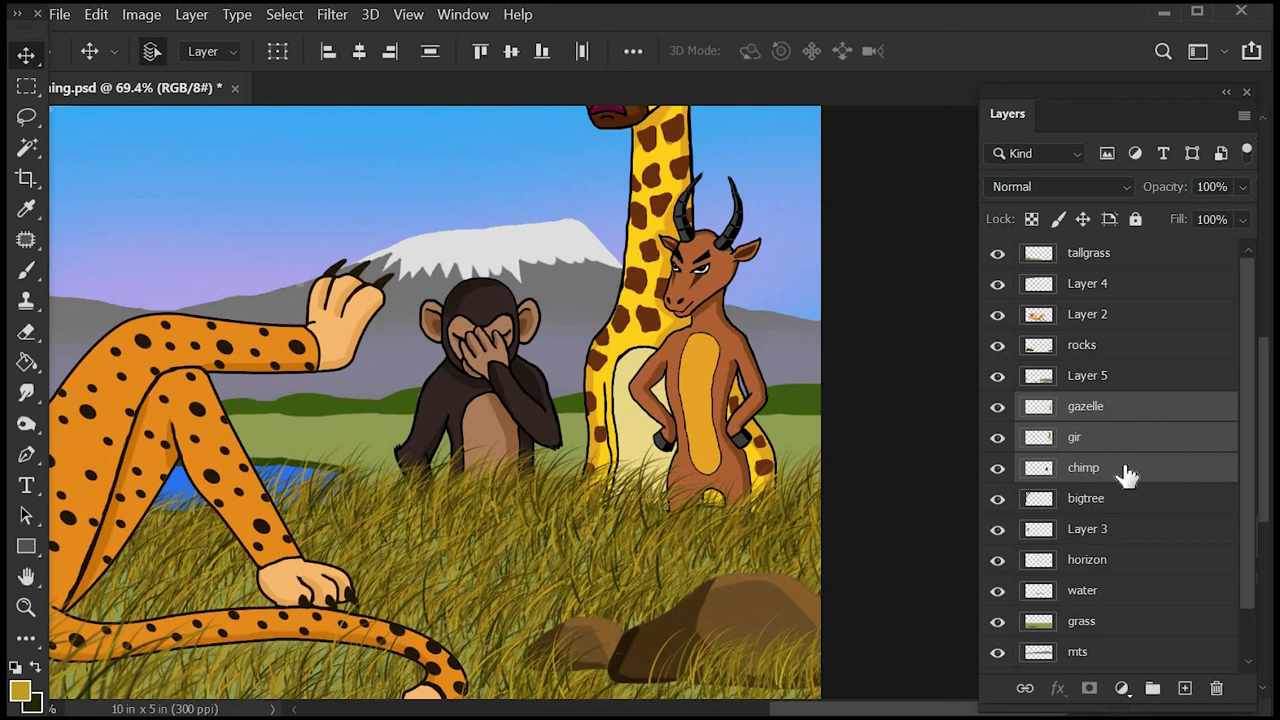 File Edit Image Layer Type Select Filter 3D View Window Help
Layer 3D Mode:
ning.psd @ 69.4% (RGB/8#) *
Layers
Kind
Normal Opacity: 100%
Lock: Fill: 100%
tallgrass
Layer 4
Layer 2
rocks
Layer 5
gazelle
gir
chimp
bigtree
Layer 3
horizon
water
grass
mts
% 10 in x 5 in (300 ppi)
fx